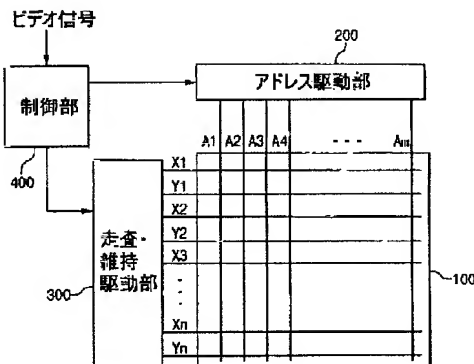 ビデオ信号
200
制御部
アドレス駆動部
400
A1 A2 A3 A4 - - - Am
X1
Y1
X2
走査・
維持
駆動部
Y2
X3
300
100
Xn
Yn